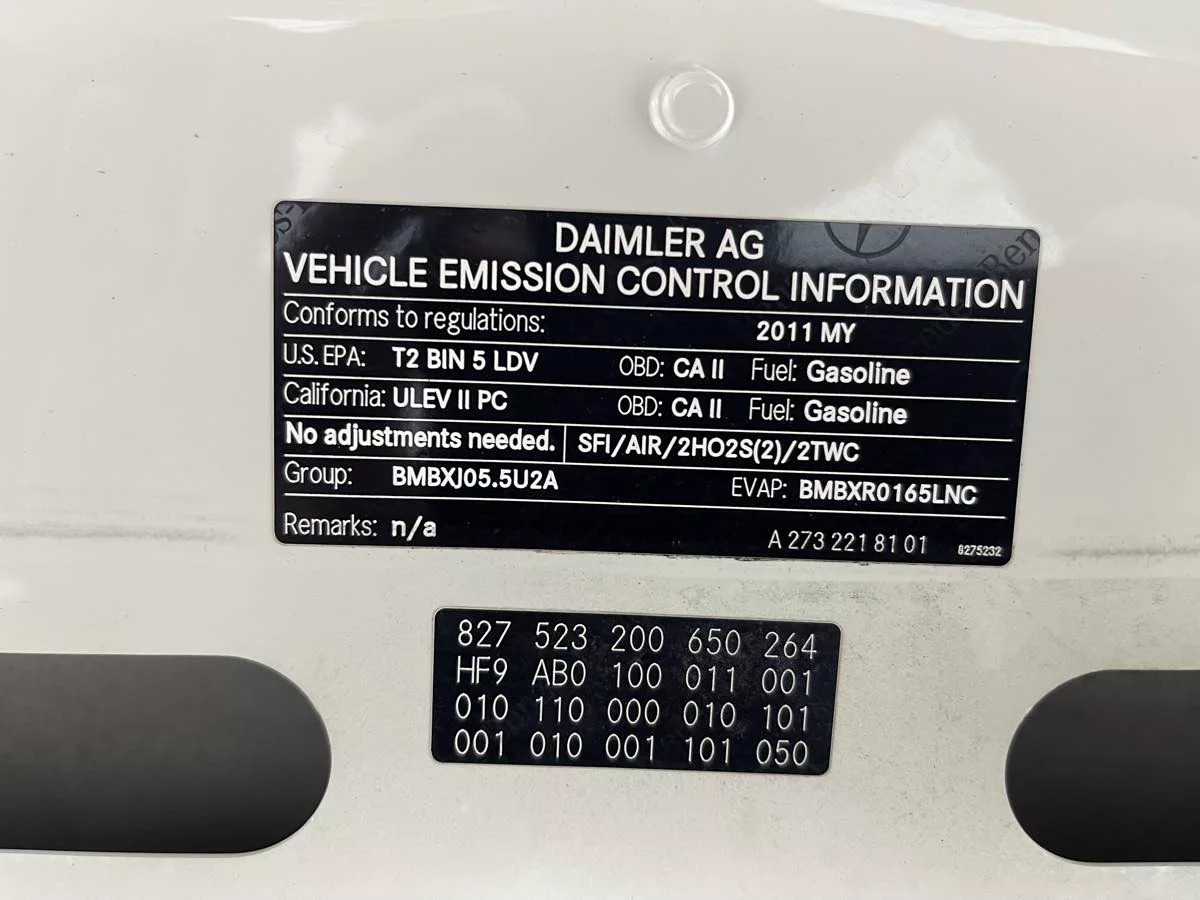 DAIMLER AG
VEHICLE EMISSION CONTROL INFORMATION
Conforms to regulations: 2011 MY
U.S. EPA: T2 BIN 5 LDV OBD: CA II Fuel: Gasoline
California: ULEV II PC OBD: CA II Fuel: Gasoline
No adjustments needed. SFI/AIR/2HO2S(2)/2TWC
Group: BMBXJ05.5U2A EVAP: BMBXR0165LNC
Remarks: n/a A 273 221 81 01 8275232
827 523 200 650 264
HF9 AB0 100 011 001
010 110 000 010 101
001 010 001 101 050